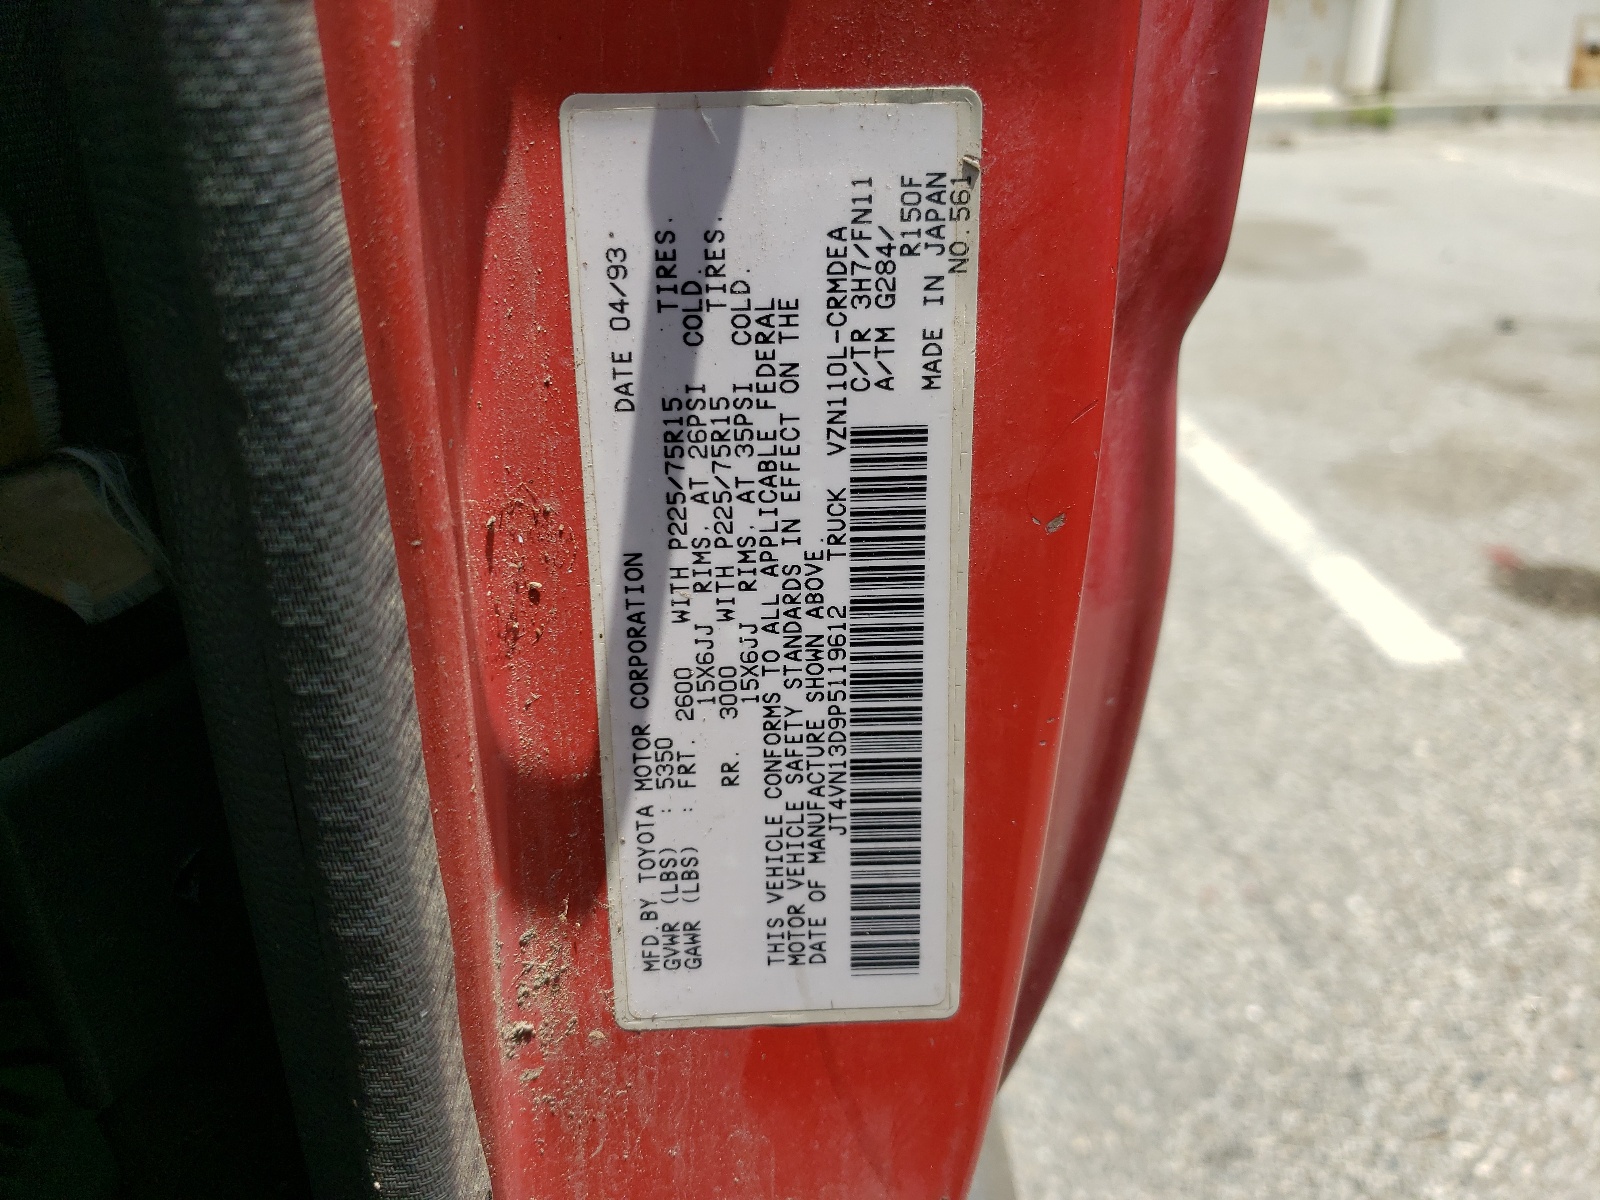 DATE 04/93
MFD.BY TOYOTA MOTOR CORPORATION
GVWR (LBS) : 5350
GAWR (LBS) : FRT. 2600 WITH P225/75R15 TIRES.
15X6JJ RIMS. AT 26PSI COLD.
RR. 3000 WITH P225/75R15 TIRES.
15X6JJ RIMS. AT 35PSI COLD.
THIS VEHICLE CONFORMS TO ALL APPLICABLE FEDERAL
MOTOR VEHICLE SAFETY STANDARDS IN EFFECT ON THE
DATE OF MANUFACTURE SHOWN ABOVE.
JT4VN13D9P5119612 TRUCK VZN110L-CRMDEA
C/TR 3H7/FN11
A/TM G284/
R150F
MADE IN JAPAN
NO.561